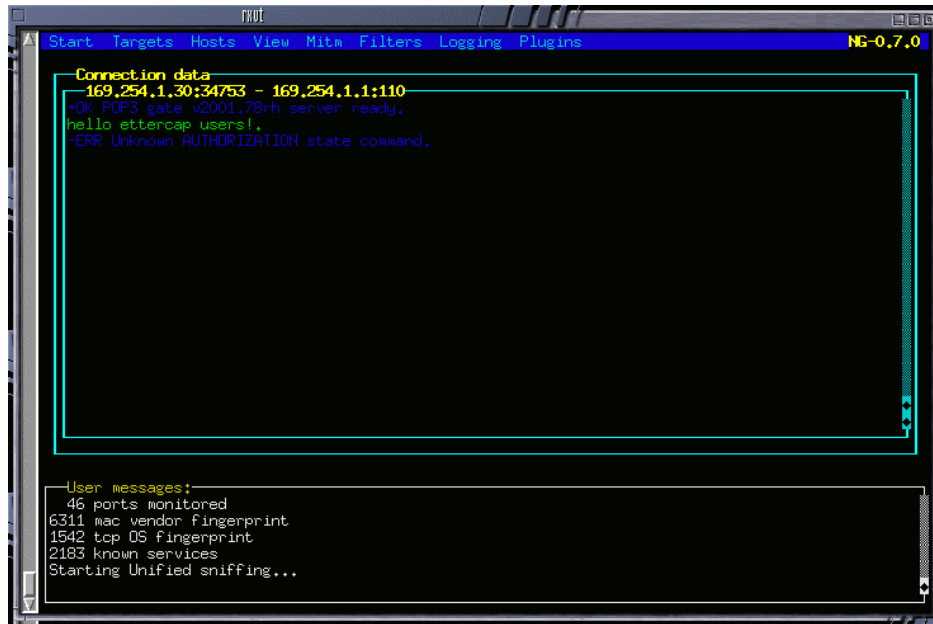 rxvt
Start Targets Hosts View Mitm Filters Logging Plugins NG-0.7.0
Connection data
169.254.1.30:34753 - 169.254.1.1:110
+OK POP3 gate v2001.78rh server ready.
hello ettercap users!.
-ERR Unknown AUTHORIZATION state command.
User messages:
46 ports monitored
6311 mac vendor fingerprint
1542 tcp OS fingerprint
2183 known services
Starting Unified sniffing...